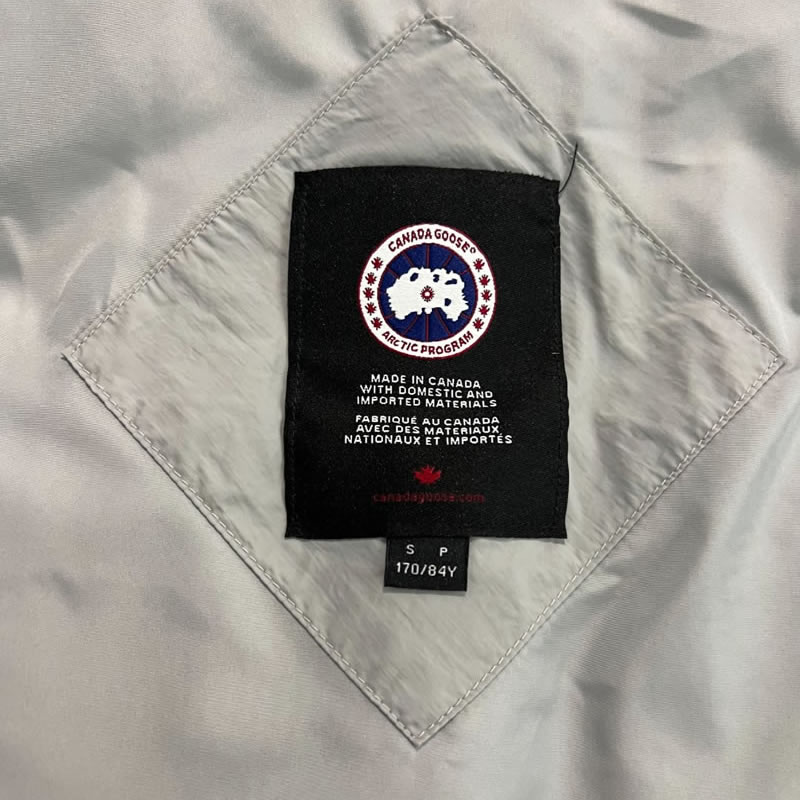 CANADA GOOSE®
ARCTIC PROGRAM
MADE IN CANADA
WITH DOMESTIC AND
IMPORTED MATERIALS
FABRIQUÉ AU CANADA
AVEC DES MATERIAUX
NATIONAUX ET IMPORTÉS
canadagoose.com
S P
170/84Y